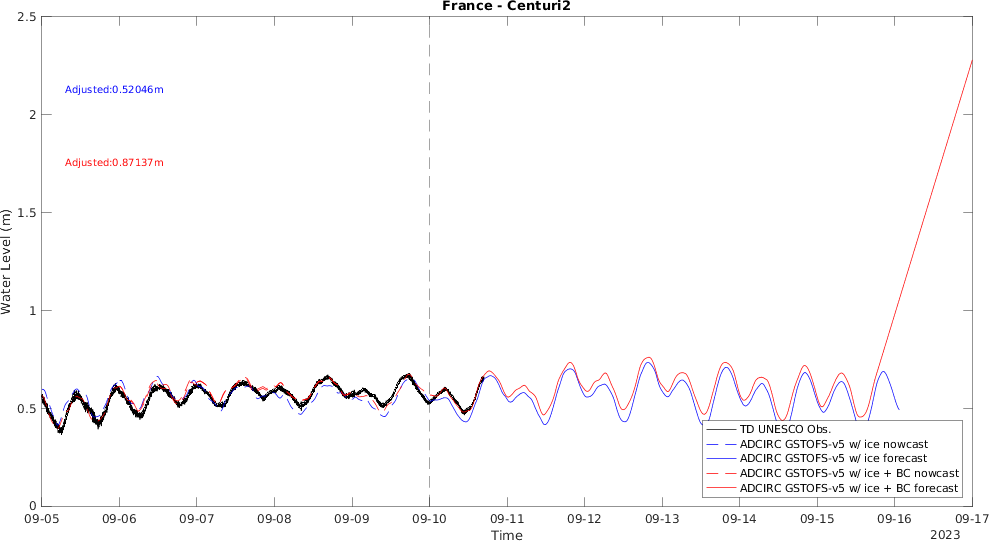 France - Centuri2
2.5
2
1.5
1
0.5
0
Water Level (m)
Adjusted:0.52046m
Adjusted:0.87137m
TD UNESCO Obs.
ADCIRC GSTOFS-v5 w/ ice nowcast
ADCIRC GSTOFS-v5 w/ ice forecast
ADCIRC GSTOFS-v5 w/ ice + BC nowcast
ADCIRC GSTOFS-v5 w/ ice + BC forecast
09-05 09-06 09-07 09-08 09-09 09-10 09-11 09-12 09-13 09-14 09-15 09-16 09-17
Time
2023